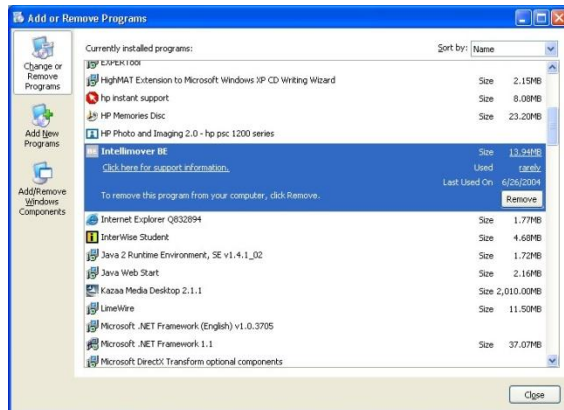 Add or Remove Programs
Change or
Remove
Programs
Add New
Programs
Add/Remove
Windows
Components
Currently installed programs:
Sort by: Name
EXPERTool
HighMAT Extension to Microsoft Windows XP CD Writing Wizard Size 2.15MB
hp instant support Size 8.08MB
HP Memories Disc Size 23.20MB
HP Photo and Imaging 2.0 - hp psc 1200 series
Intellimover BE Size 13.94MB
Click here for support information. Used rarely
Last Used On 6/26/2004
To remove this program from your computer, click Remove. Remove
Internet Explorer Q832894 Size 1.77MB
InterWise Student Size 4.68MB
Java 2 Runtime Environment, SE v1.4.1_02 Size 1.72MB
Java Web Start Size 2.16MB
Kazaa Media Desktop 2.1.1 Size 2,010.00MB
LimeWire Size 11.50MB
Microsoft .NET Framework (English) v1.0.3705
Microsoft .NET Framework 1.1 Size 37.07MB
Microsoft DirectX Transform optional components
Close